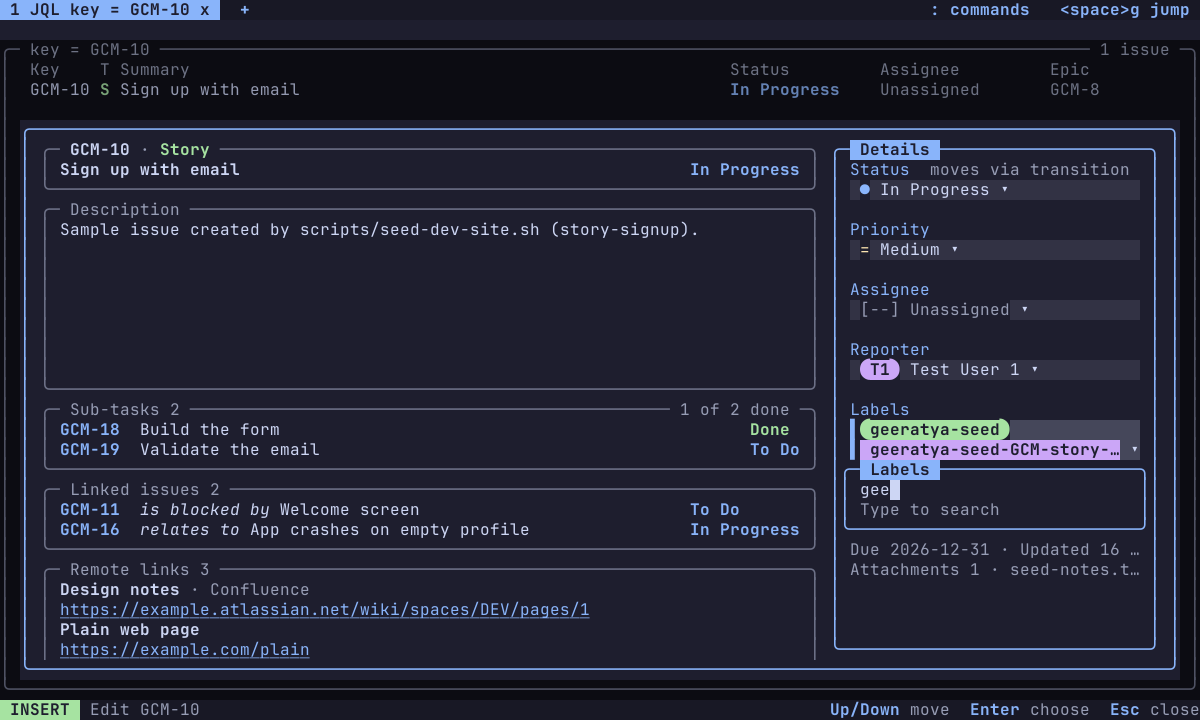 1 JQL key = GCM-10 x + : commands <space>g jump
key = GCM-10 1 issue
Key T Summary Status Assignee Epic
GCM-10 S Sign up with email In Progress Unassigned GCM-8
GCM-10 · Story
Sign up with email In Progress
Description
Sample issue created by scripts/seed-dev-site.sh (story-signup).
Sub-tasks 2 1 of 2 done
GCM-18 Build the form Done
GCM-19 Validate the email To Do
Linked issues 2
GCM-11 is blocked by Welcome screen To Do
GCM-16 relates to App crashes on empty profile In Progress
Remote links 3
Design notes · Confluence
https://example.atlassian.net/wiki/spaces/DEV/pages/1
Plain web page
https://example.com/plain
Details
Status moves via transition
● In Progress ▾
Priority
= Medium ▾
Assignee
[--] Unassigned ▾
Reporter
T1 Test User 1 ▾
Labels
geeratya-seed
geeratya-seed-GCM-story-… ▾
Labels
gee
Type to search
Due 2026-12-31 · Updated 16 …
Attachments 1 · seed-notes.t…
INSERT Edit GCM-10 Up/Down move Enter choose Esc close